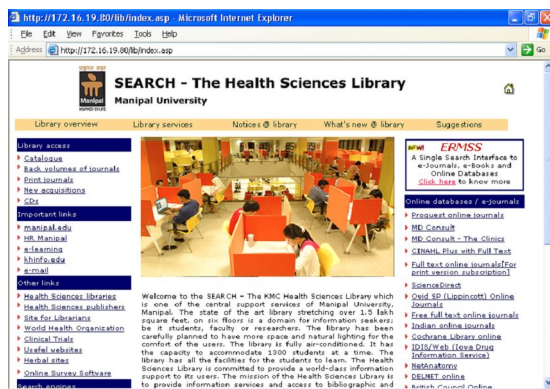 http://172.16.19.80/lib/index.asp - Microsoft Internet Explorer
File Edit View Favorites Tools Help
Address http://172.16.19.80/lib/index.asp Go
Manipal
SEARCH - The Health Sciences Library
Manipal University
Library overview Library services Notices @ library What's new @ library Suggestions
Library access
Catalogue
Back volumes of journals
Print journals
New acquisitions
CDs
Important links
manipal.edu
HR Manipal
e-learning
khinfo.edu
e-mail
Other links
Health Sciences libraries
Health Sciences publishers
Site for Librarians
World Health Organization
Clinical Trials
Useful websites
Herbal sites
Online Survey Software
Search engines
Welcome to the SEARCH - The KMC Health Sciences Library which
is one of the central support services of Manipal University,
Manipal. The state of the art library stretching over 1.5 lakh
square feet, on six floors is a domain for information seekers;
be it students, faculty or researchers. The library has been
carefully planned to have more space and natural lighting for the
comfort of the users. The library is fully air-conditioned. It has
the capacity to accommodate 1300 students at a time. The
library has all the facilities for the students to learn. The Health
Sciences Library is committed to provide a world-class information
support to its users. The mission of the Health Sciences Library is
to provide information services and access to bibliographic and
NEW! ERMSS
A Single Search Interface to
e-Journals, e-Books and
Online Databases
Click here to know more
Online databases / e-journals
Proquest online journals
MD Consult
MD Consult - The Clinics
CINAHL Plus with Full Text
Full text online journals[For
print version subscription]
ScienceDirect
Ovid SP (Lippincott) Online
Journals
Free full text online journals
Indian online journals
Cochrane Library online
IDIS/Web (Iowa Drug
Information Service)
NetAnatomy
DELNET online
British Council Online